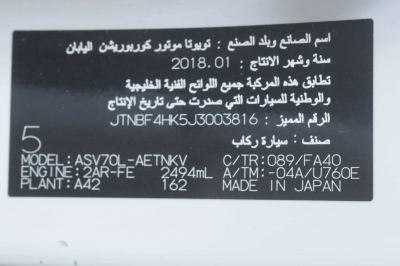 اسم الصانع وبلد الصنع : تويوتا موتور كوربوريشن اليابان
سنة وشهر الانتاج : 2018.01
تطابق هذه المركبة جميع اللوائح الفنية الخليجية
والوطنية للسيارات التي صدرت حتى تاريخ الإنتاج
الرقم المميز : JTNBF4HK5J3003816
صنف : سيارة ركاب
5
MODEL: ASV70L-AETNKV C/TR: 089/FA40
ENGINE: 2AR-FE 2494mL A/TM: -04A/U760E
PLANT: A42 162 MADE IN JAPAN